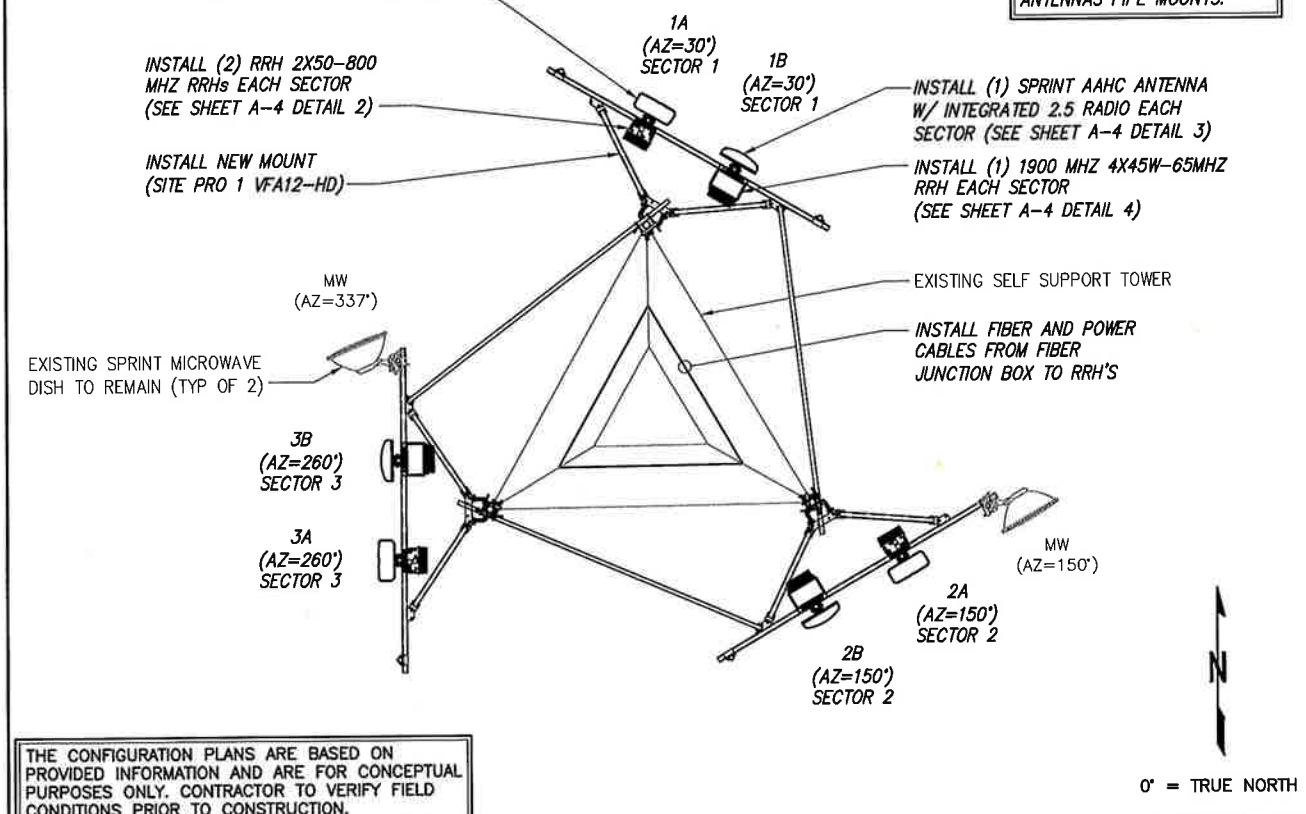 ANTENNAS PIPE MOUNTS.
1A
(AZ=30°)
SECTOR 1
1B
(AZ=30°)
SECTOR 1
INSTALL (2) RRH 2X50-800
MHZ RRHs EACH SECTOR
(SEE SHEET A-4 DETAIL 2)
INSTALL NEW MOUNT
(SITE PRO 1 VFA12-HD)
INSTALL (1) SPRINT AAHC ANTENNA
W/ INTEGRATED 2.5 RADIO EACH
SECTOR (SEE SHEET A-4 DETAIL 3)
INSTALL (1) 1900 MHZ 4X45W-65MHZ
RRH EACH SECTOR
(SEE SHEET A-4 DETAIL 4)
MW
(AZ=337°)
EXISTING SELF SUPPORT TOWER
INSTALL FIBER AND POWER
CABLES FROM FIBER
JUNCTION BOX TO RRH'S
EXISTING SPRINT MICROWAVE
DISH TO REMAIN (TYP OF 2)
3B
(AZ=260°)
SECTOR 3
3A
(AZ=260°)
SECTOR 3
MW
(AZ=150°)
2A
(AZ=150°)
SECTOR 2
2B
(AZ=150°)
SECTOR 2
N
0° = TRUE NORTH
THE CONFIGURATION PLANS ARE BASED ON
PROVIDED INFORMATION AND ARE FOR CONCEPTUAL
PURPOSES ONLY. CONTRACTOR TO VERIFY FIELD
CONDITIONS PRIOR TO CONSTRUCTION.